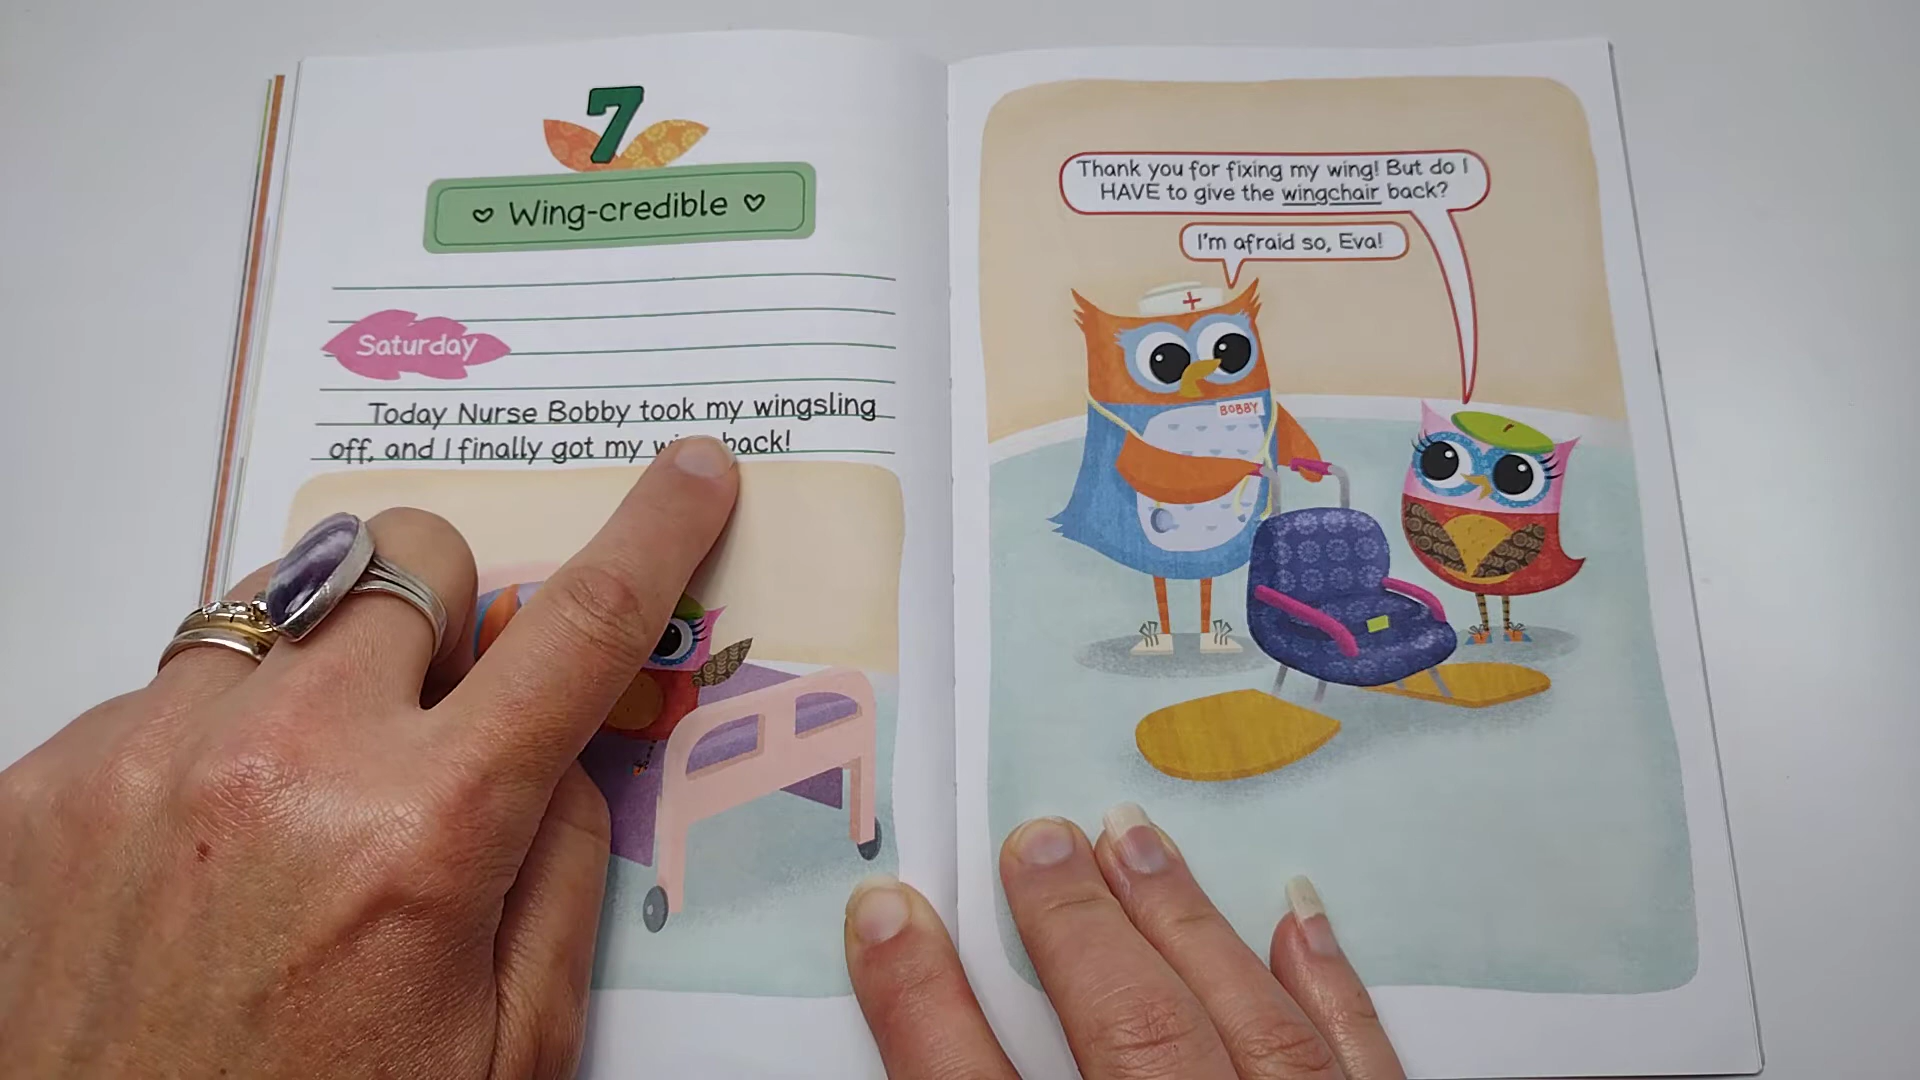 7
Wing-credible
Saturday
Today Nurse Bobby took my wingsling
off, and I finally got my back!
Thank you for fixing my wing! But do I
HAVE to give the wingchair back?
I'm afraid so, Eva!
BOBBY